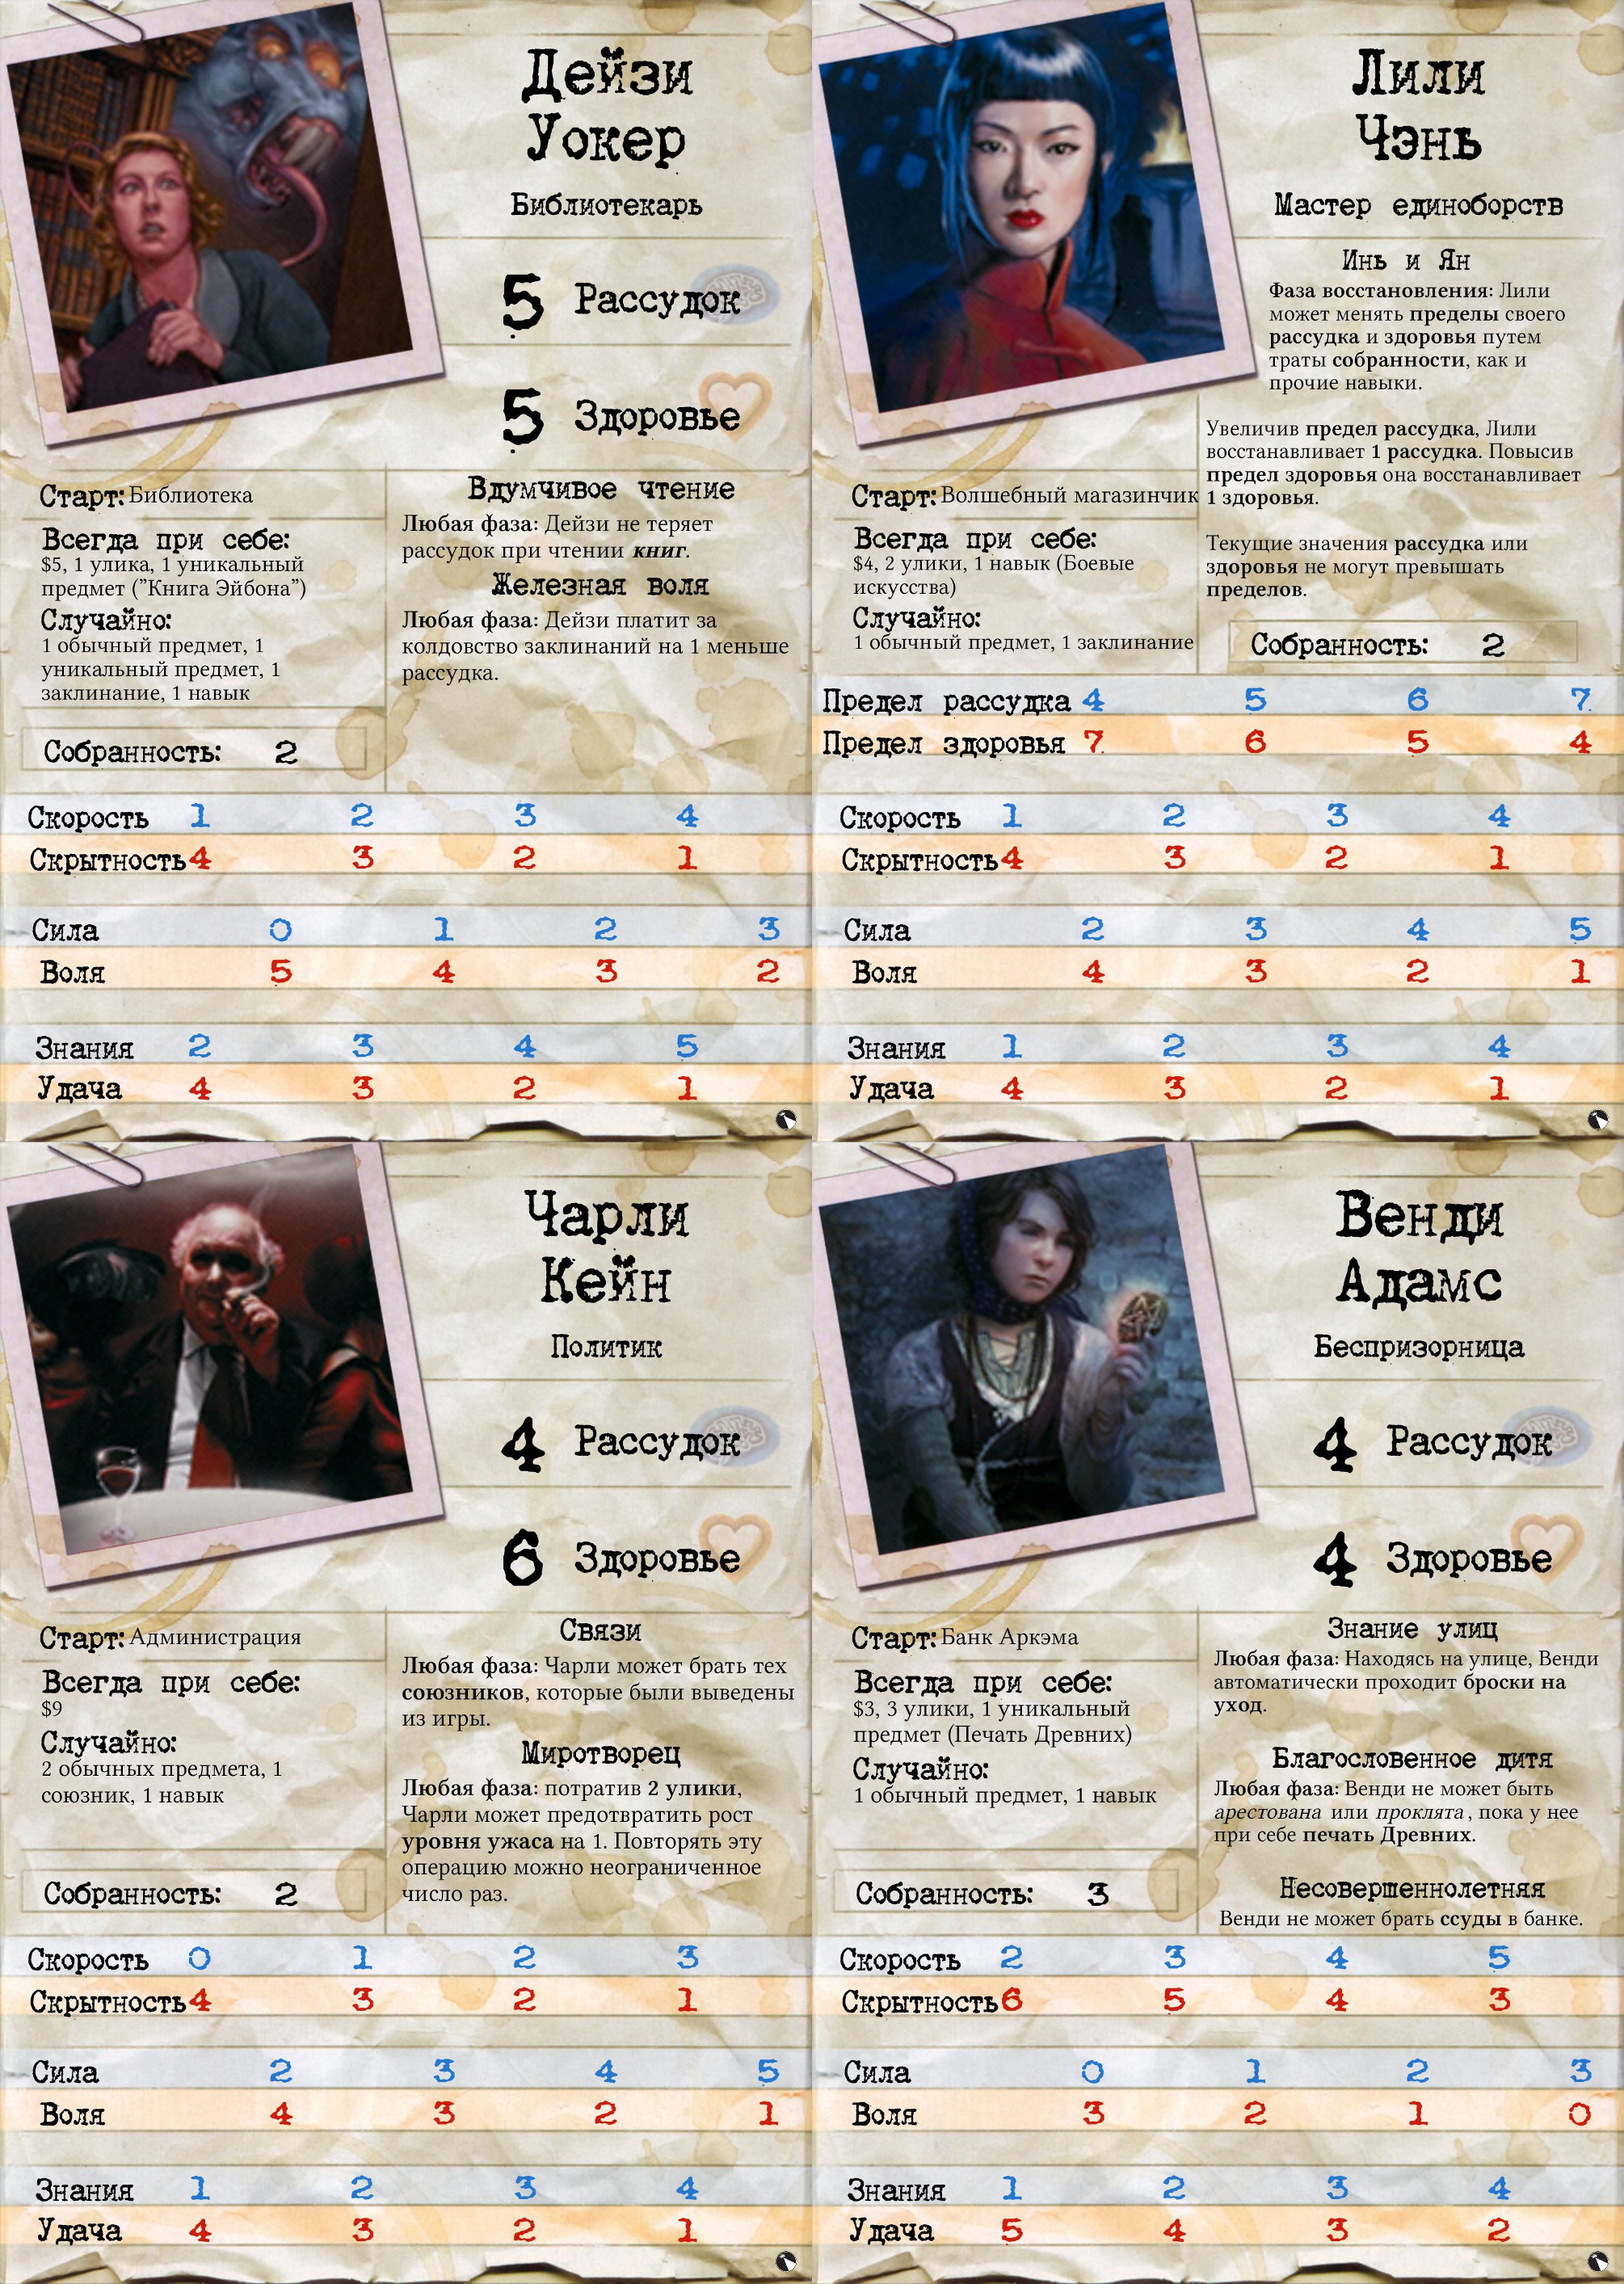 Дейзи
Уокер
Библиотекарь
5 Рассудок
5 Здоровье
Старт: Библиотека
Всегда при себе:
$5, 1 улика, 1 уникальный
предмет ("Книга Эйбона")
Случайно:
1 обычный предмет, 1
уникальный предмет, 1
заклинание, 1 навык
Собранность: 2
Вдумчивое чтение
Любая фаза: Дейзи не теряет
рассудок при чтении книг.
Железная воля
Любая фаза: Дейзи платит за
колдовство заклинаний на 1 меньше
рассудка.
Скорость 1 2 3 4
Скрытность 4 3 2 1
Сила 0 1 2 3
Воля 5 4 3 2
Знания 2 3 4 5
Удача 4 3 2 1
Лили
Чэнь
Мастер единоборств
Инь и Ян
Фаза восстановления: Лили
может менять пределы своего
рассудка и здоровья путем
траты собранности, как и
прочие навыки.
Увеличив предел рассудка, Лили
восстанавливает 1 рассудка. Повысив
предел здоровья она восстанавливает
1 здоровья.
Текущие значения рассудка или
здоровья не могут превышать
пределов.
Старт: Волшебный магазинчик
Всегда при себе:
$4, 2 улики, 1 навык (Боевые
искусства)
Случайно:
1 обычный предмет, 1 заклинание
Собранность: 2
Предел рассудка 4 5 6 7
Предел здоровья 7 6 5 4
Скорость 1 2 3 4
Скрытность 4 3 2 1
Сила 2 3 4 5
Воля 4 3 2 1
Знания 1 2 3 4
Удача 4 3 2 1
Чарли
Кейн
Политик
4 Рассудок
6 Здоровье
Старт: Администрация
Всегда при себе:
$9
Случайно:
2 обычных предмета, 1
союзник, 1 навык
Собранность: 2
Связи
Любая фаза: Чарли может брать тех
союзников, которые были выведены
из игры.
Миротворец
Любая фаза: потратив 2 улики,
Чарли может предотвратить рост
уровня ужаса на 1. Повторять эту
операцию можно неограниченное
число раз.
Скорость 0 1 2 3
Скрытность 4 3 2 1
Сила 2 3 4 5
Воля 4 3 2 1
Знания 1 2 3 4
Удача 4 3 2 1
Венди
Адамс
Беспризорница
4 Рассудок
4 Здоровье
Старт: Банк Аркэма
Всегда при себе:
$3, 3 улики, 1 уникальный
предмет (Печать Древних)
Случайно:
1 обычный предмет, 1 навык
Собранность: 3
Знание улиц
Любая фаза: Находясь на улице, Венди
автоматически проходит броски на
уход.
Благословенное дитя
Любая фаза: Венди не может быть
арестована или проклята, пока у нее
при себе печать Древних.
Несовершеннолетняя
Венди не может брать ссуды в банке.
Скорость 2 3 4 5
Скрытность 6 5 4 3
Сила 0 1 2 3
Воля 3 2 1 0
Знания 1 2 3 4
Удача 5 4 3 2